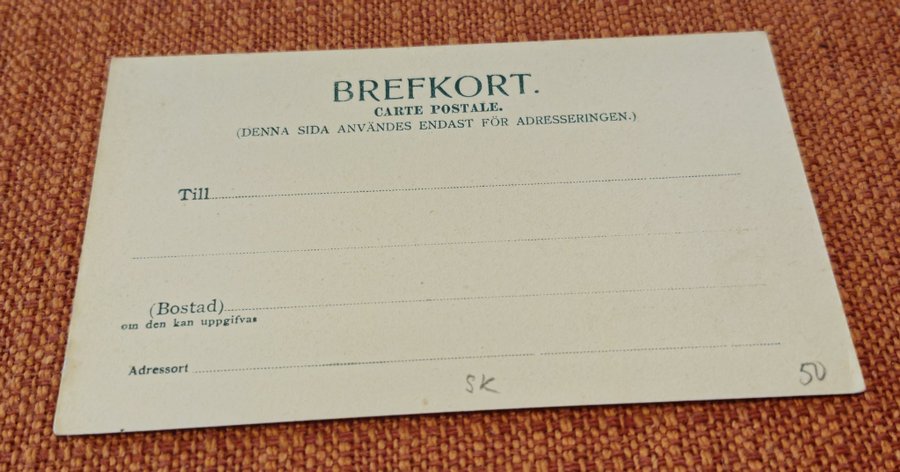 BREFKORT.
CARTE POSTALE.
(DENNA SIDA ANVÄNDES ENDAST FÖR ADRESSERINGEN.)
Till
(Bostad)
om den kan uppgifvas
Adressort
SK 50